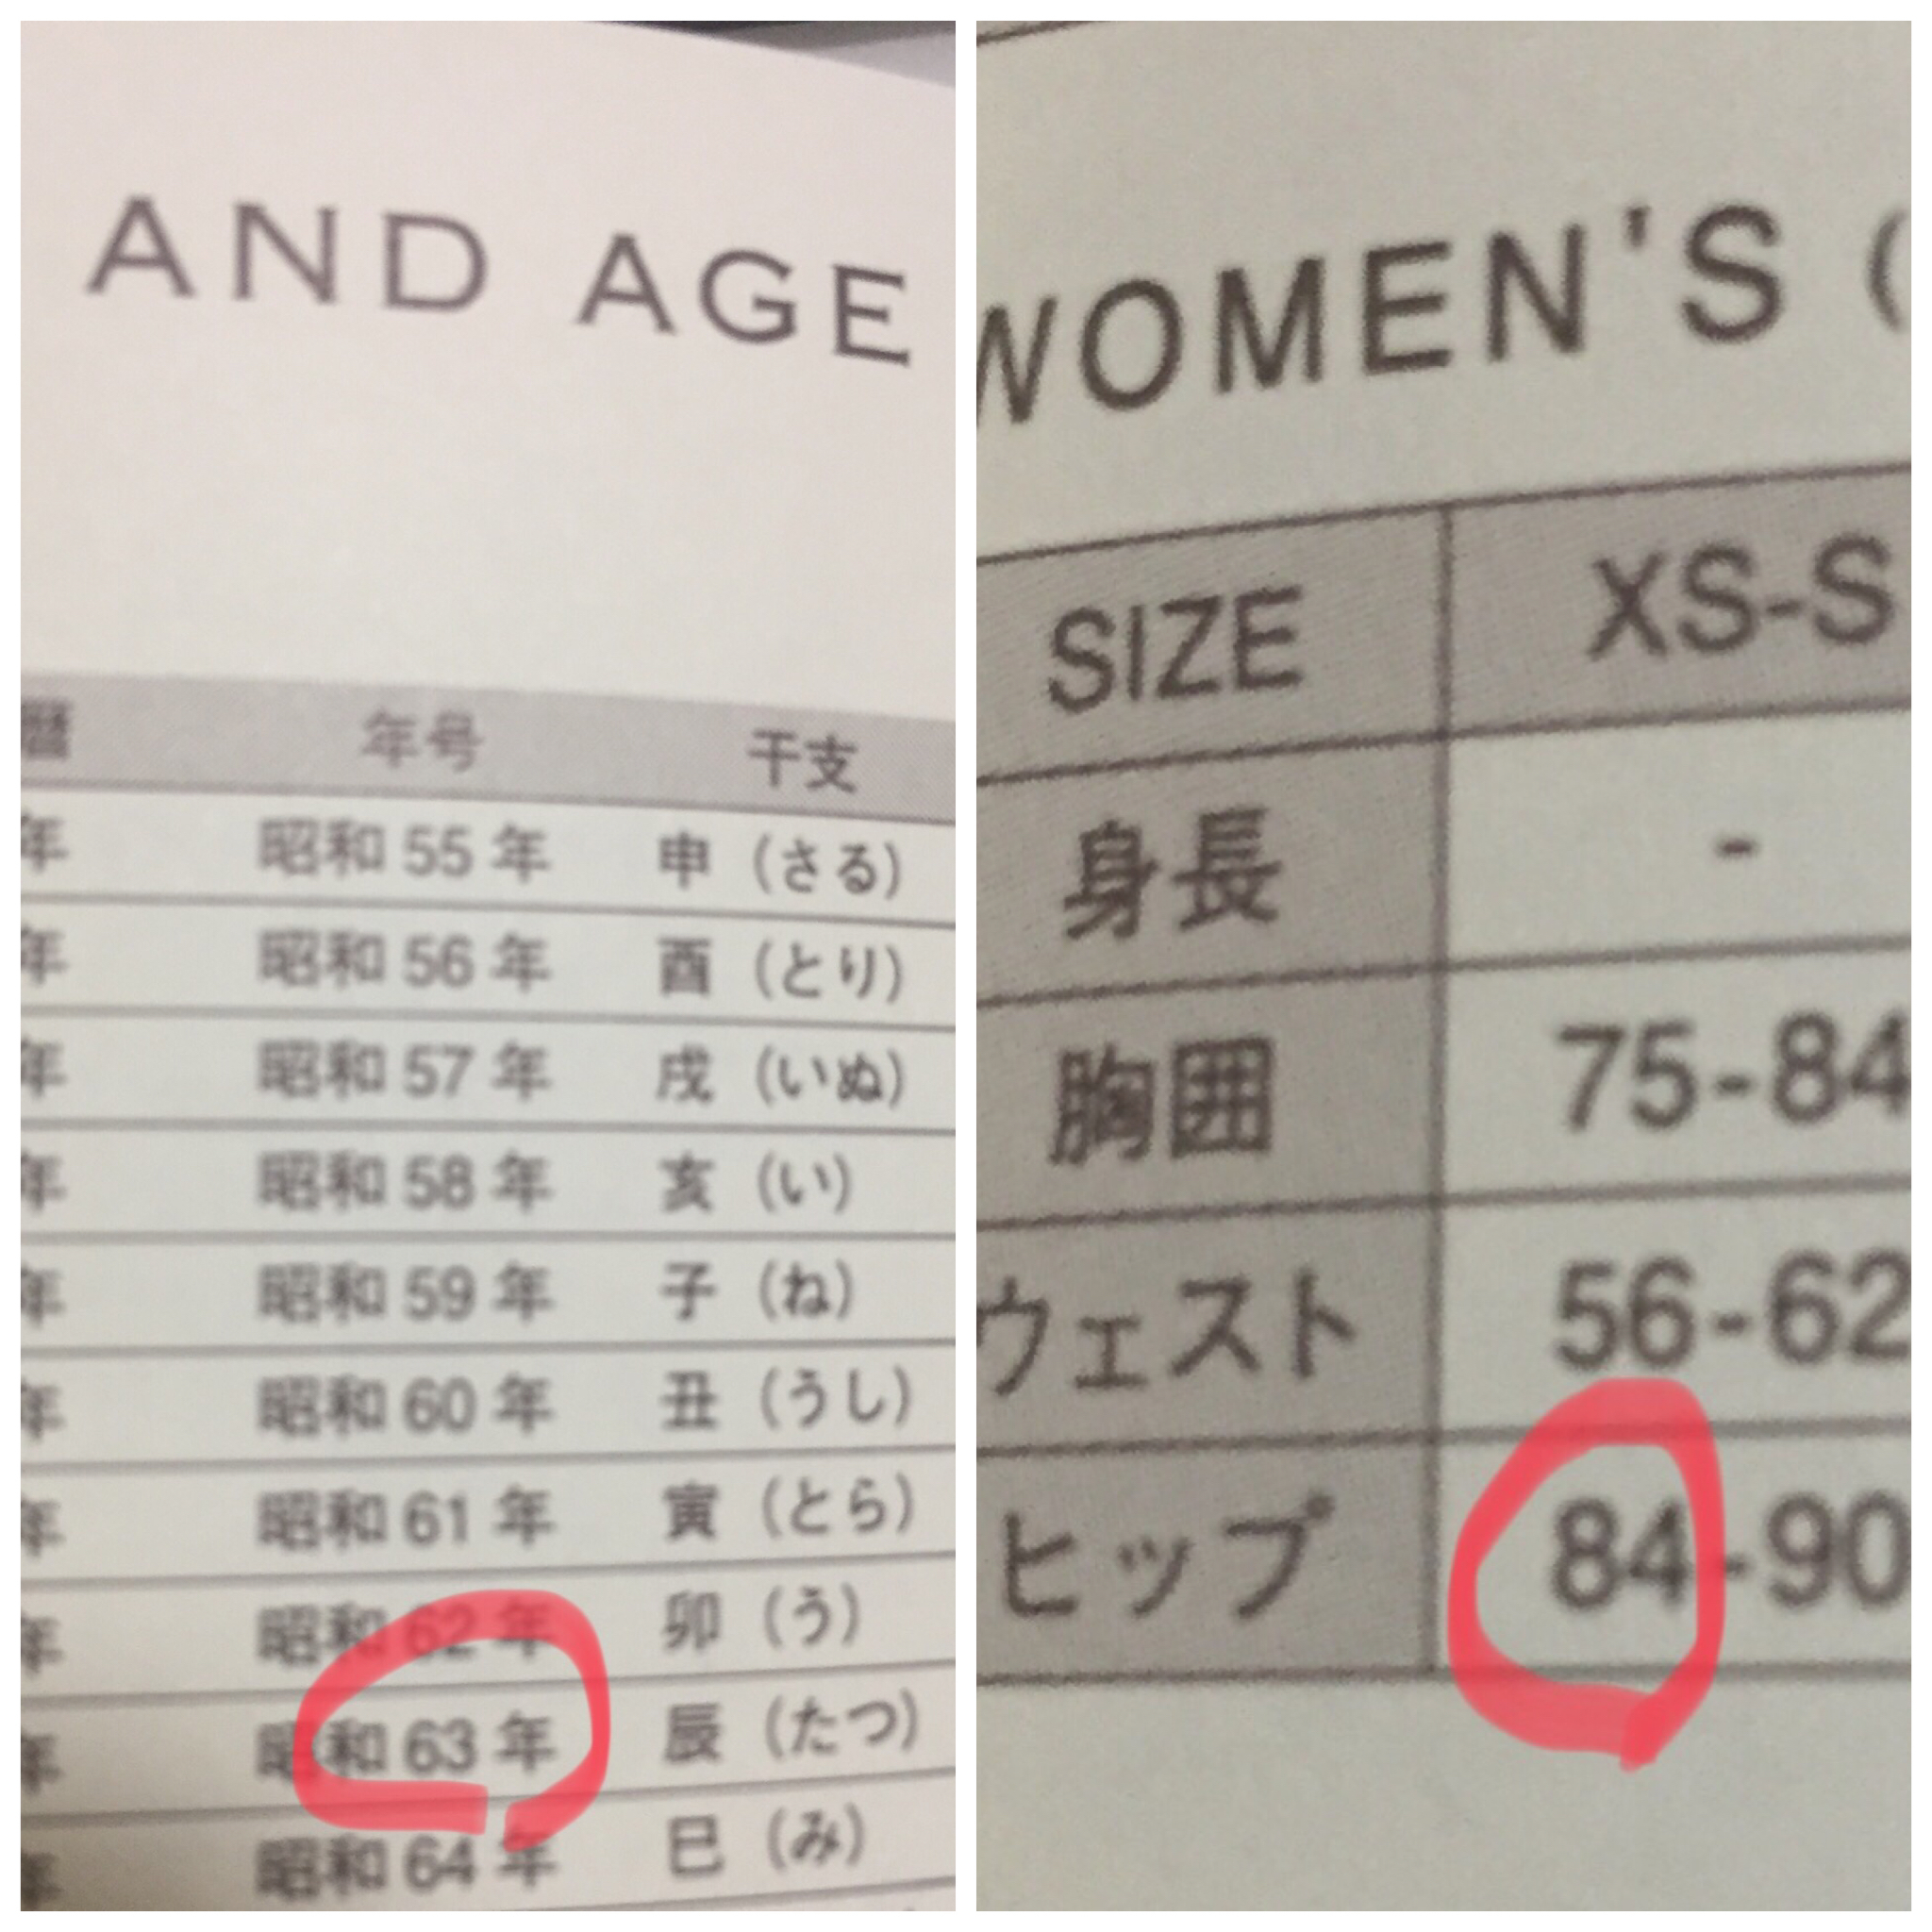 AND AGE
暦 年号 干支
年 昭和 55 年 申 (さる)
年 昭和 56 年 酉 (とり)
年 昭和 57 年 戌 (いぬ)
年 昭和 58 年 亥 (い)
年 昭和 59 年 子 (ね)
年 昭和 60 年 丑 (うし)
年 昭和 61 年 寅 (とら)
年 昭和 62 年 卯 (う)
年 昭和 63 年 辰 (たつ)
年 昭和 64 年 巳 (み)
WOMEN'S (
SIZE XS-S
身長 -
胸囲 75-84
ウェスト 56-62
ヒップ 84-90